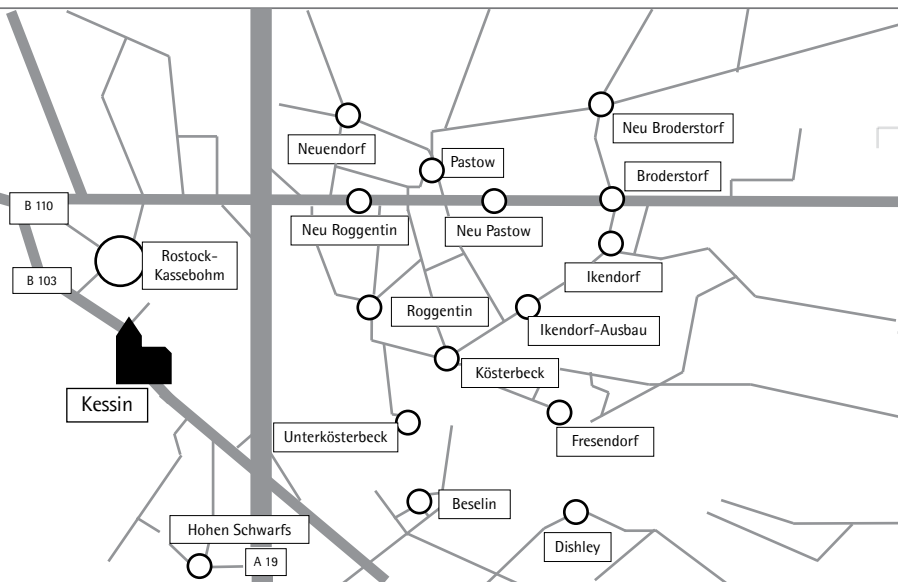 Neu Broderstorf
Neuendorf
Pastow
Broderstorf
B 110
Neu Roggentin
Neu Pastow
Rostock-
Kassebohm
B 103
Ikendorf
Roggentin
Ikendorf-Ausbau
Kösterbeck
Kessin
Unterkösterbeck
Fresendorf
Beselin
Hohen Schwarfs
Dishley
A 19